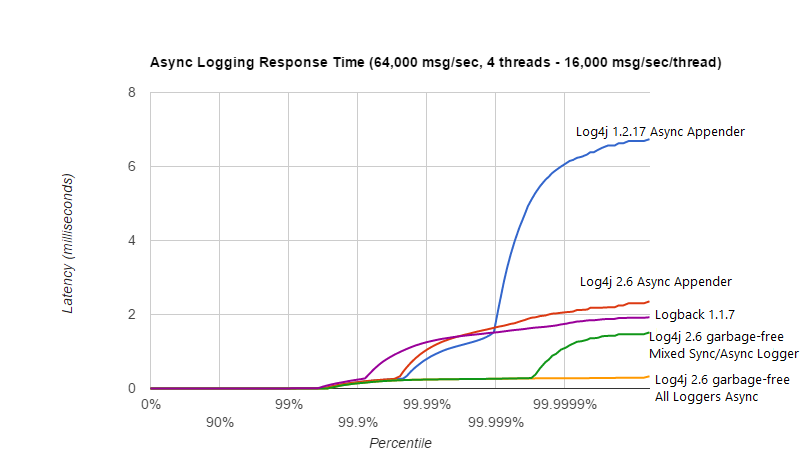 Async Logging Response Time (64,000 msg/sec, 4 threads - 16,000 msg/sec/thread)
8
Log4j 1.2.17 Async Appender
6
Latency (milliseconds)
4
Log4j 2.6 Async Appender
2
Logback 1.1.7
Log4j 2.6 garbage-free
Mixed Sync/Async Logger
Log4j 2.6 garbage-free
All Loggers Async
0
0% 99% 99.99% 99.9999%
90% 99.9% 99.999%
Percentile